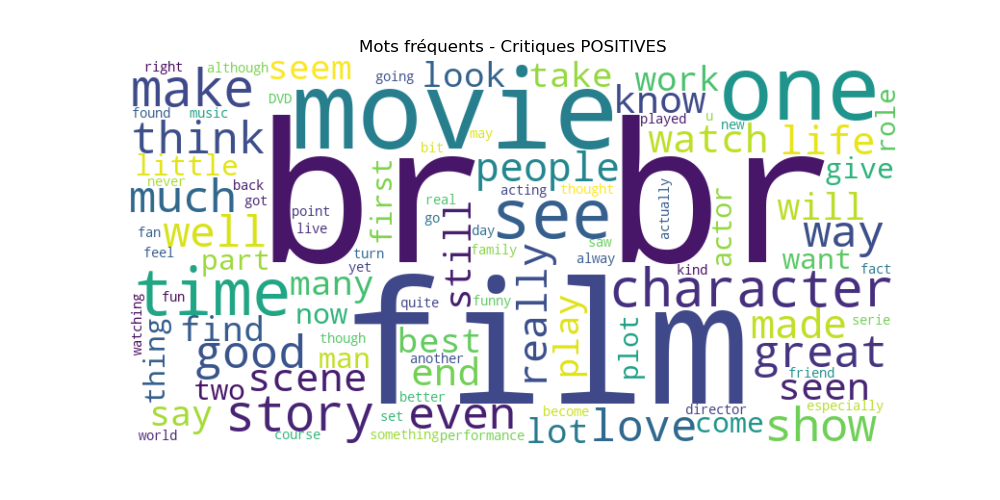 Mots fréquents - Critiques POSITIVES
right although seem going look take work one
make DVD movie know role
found music played u new
think bit may watch life
little people give
never back acting thought actually
much got first point real see br br actor will
fan live go day saw way
well still
feel part turn family alway want
yet kind fact
time many really character
watching fun quite funny play
thing find now film plot made serie
though best another great
good man end friend
two scene better seen
say story set even become director especially
love come show
world course something performance lot